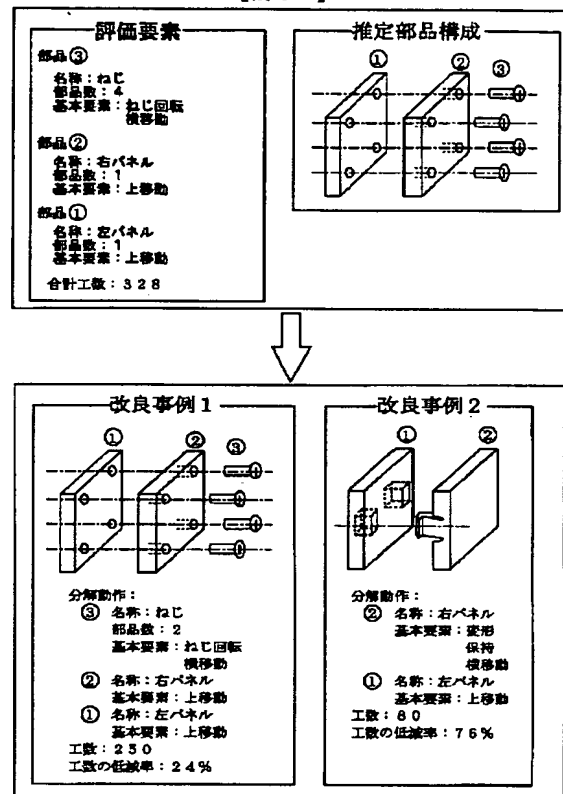 評価要素
部品③
名称：ねじ
部品数：４
基本要素：ねじ回転
横移動
部品②
名称：右パネル
部品数：１
基本要素：上移動
部品①
名称：左パネル
部品数：１
基本要素：上移動
合計工数：３２８
推定部品構成
① ② ③
改良事例１
① ② ③
分解動作：
③ 名称：ねじ
部品数：２
基本要素：ねじ回転
横移動
② 名称：右パネル
基本要素：上移動
① 名称：左パネル
基本要素：上移動
工数：２５０
工数の低減率：２４％
改良事例２
① ②
分解動作：
② 名称：右パネル
基本要素：変形
保持
横移動
① 名称：左パネル
基本要素：上移動
工数：８０
工数の低減率：７６％